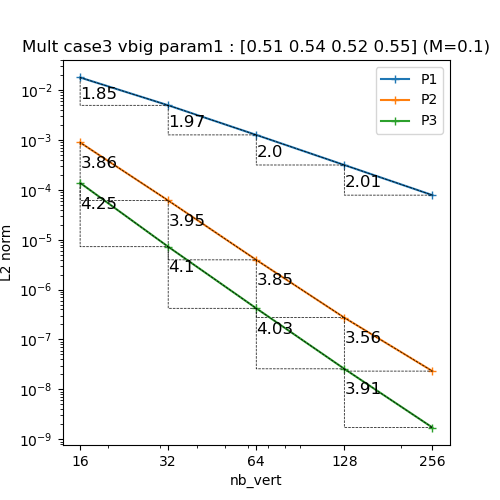 Mult case3 vbig param1 : [0.51 0.54 0.52 0.55] (M=0.1)
P1
P2
P3
10⁻²
10⁻³
10⁻⁴
10⁻⁵
10⁻⁶
10⁻⁷
10⁻⁸
10⁻⁹
L2 norm
1.85
1.97
2.0
2.01
3.86
3.95
3.85
3.56
4.25
4.1
4.03
3.91
16 32 64 128 256
nb_vert